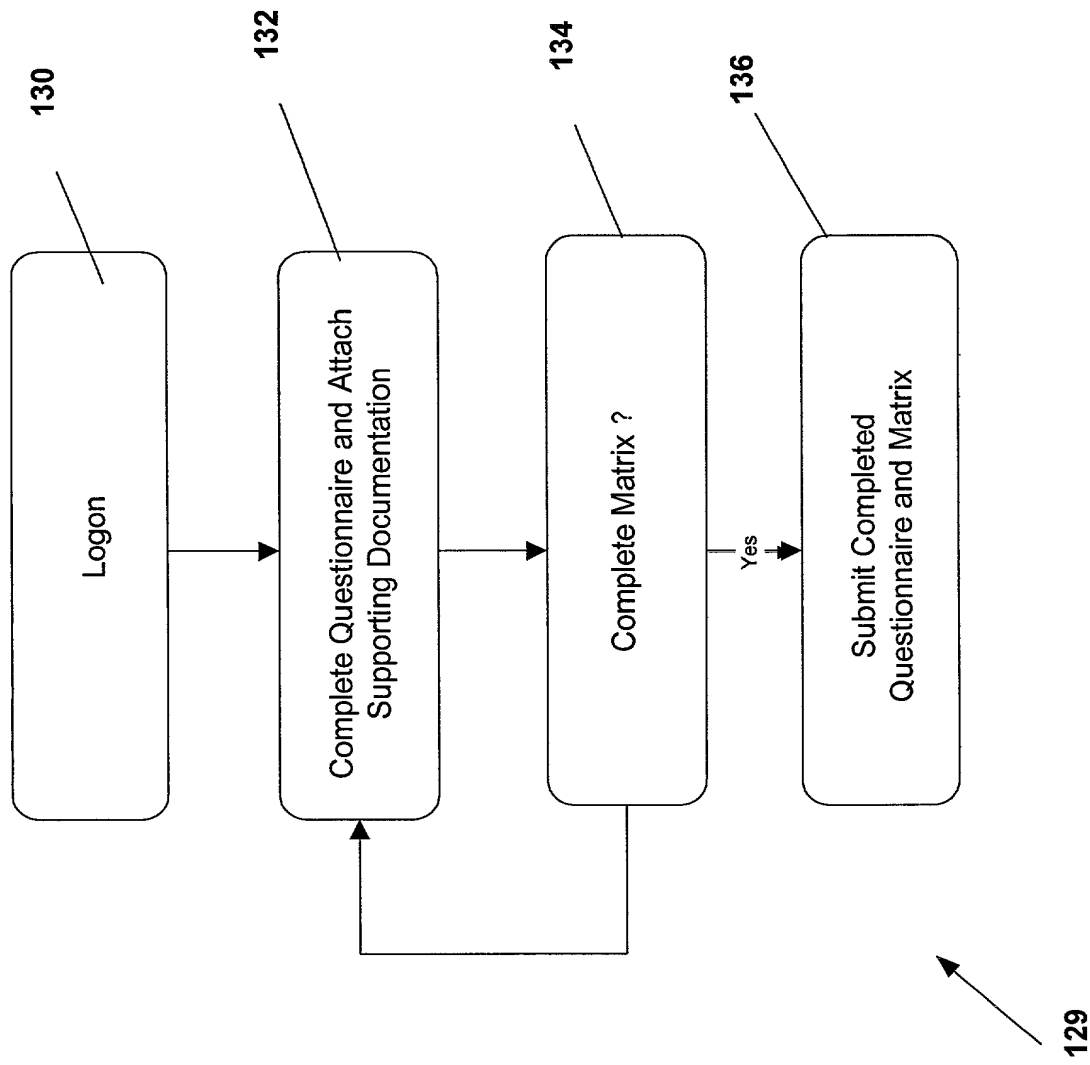 130
Logon
132
Complete Questionnaire and Attach
Supporting Documentation
134
Complete Matrix ?
Yes
136
Submit Completed
Questionnaire and Matrix
129